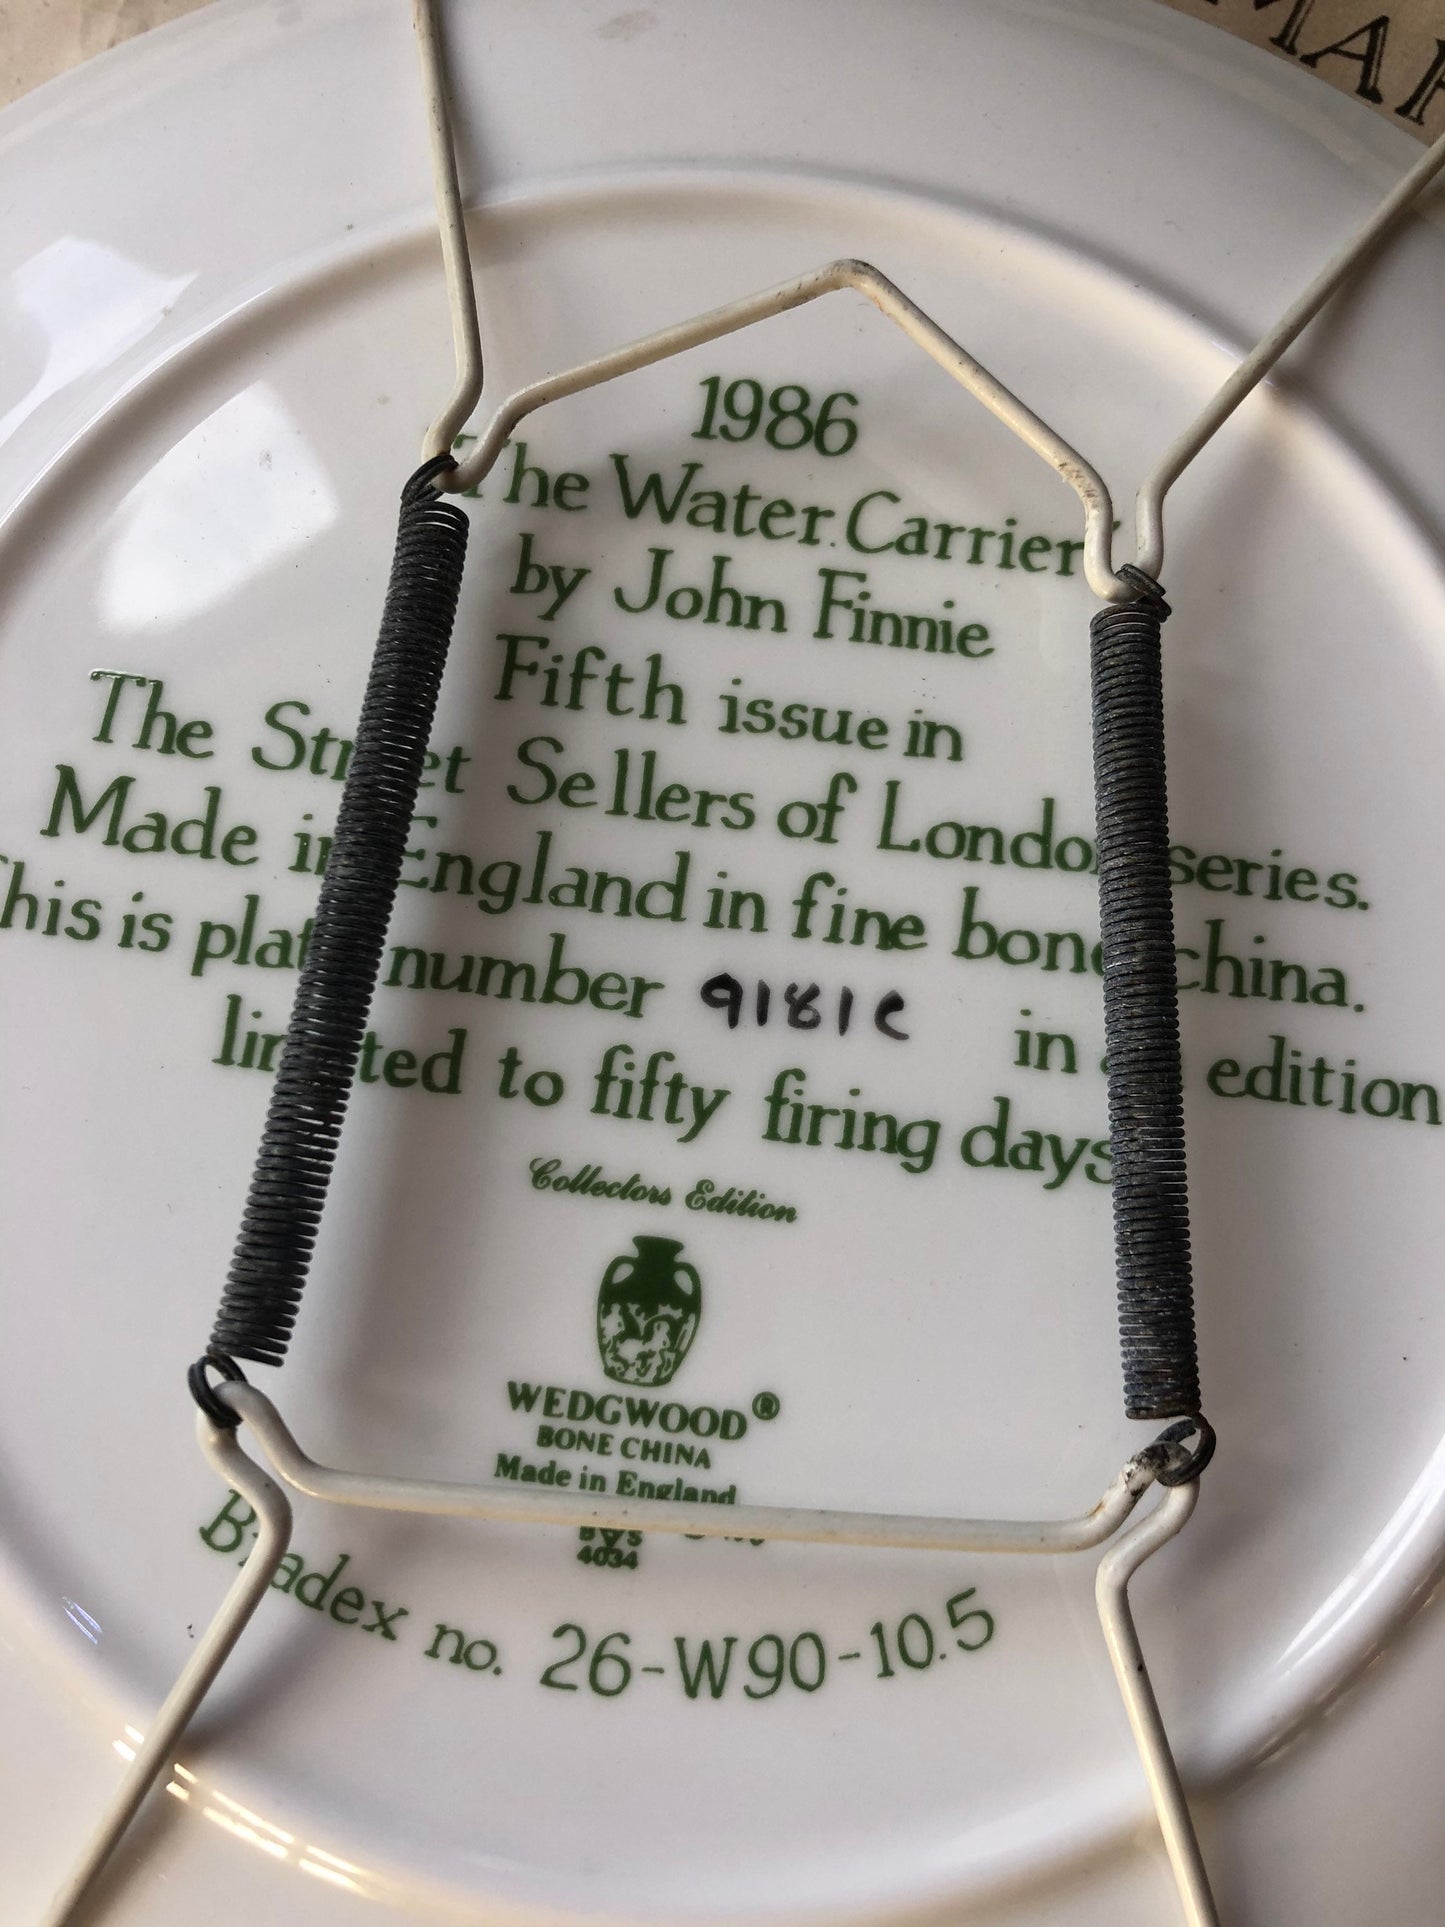 MAR
1986
The Water Carrier
by John Finnie
Fifth issue in
The Street Sellers of London series.
Made in England in fine bone china.
This is plate number 9181C in an edition
limited to fifty firing days
Collectors Edition
WEDGWOOD®
BONE CHINA
Made in England
B S
4034
Bradex no. 26-W90-10.5